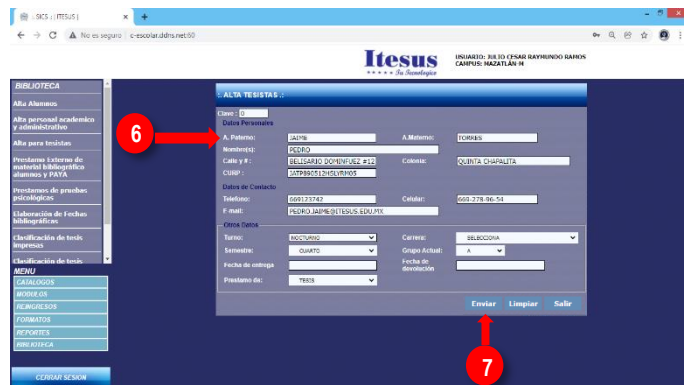 .: SICS .: | ITESUS |
No es seguro | c-escolar.ddns.net:60
Itesus
***** Tu Tecnológico
USUARIO: JULIO CESAR RAYMUNDO RAMOS
CAMPUS: MAZATLÁN-M
BIBLIOTECA
Alta Alumnos
Alta personal academico
y administrativo
Alta para tesistas
Prestamo Externo de
material bibliográfico
alumnos y PAYA
Prestamos de pruebas
psicológicas
Elaboración de Fechas
bibliográficas
Clasificación de tesis
impresas
Clasificación de tesis
MENU
CATALOGOS
MODULOS
REINGRESOS
FORMATOS
REPORTES
BIBLIOTECA
CERRAR SESION
.: ALTA TESISTAS .:
Clave : 0
Datos Personales
A. Paterno: JAIME A.Materno: TORRES
Nombre(s): PEDRO
Calle y # : BELISARIO DOMINFUEZ #12 Colonia: QUINTA CHAPALITA
CURP : JATP890512HSLYRM05
Datos de Contacto
Telefono: 669123742 Celular: 669-278-96-54
E-mail: PEDRO.JAIME@ITESUS.EDU.MX
Otros Datos
Turno: NOCTURNO Carrera: SELECCIONA
Semestre: CUARTO Grupo Actual: A
Fecha de entrega Fecha de
devolución
Prestamo de: TESIS
Enviar Limpiar Salir
6
7